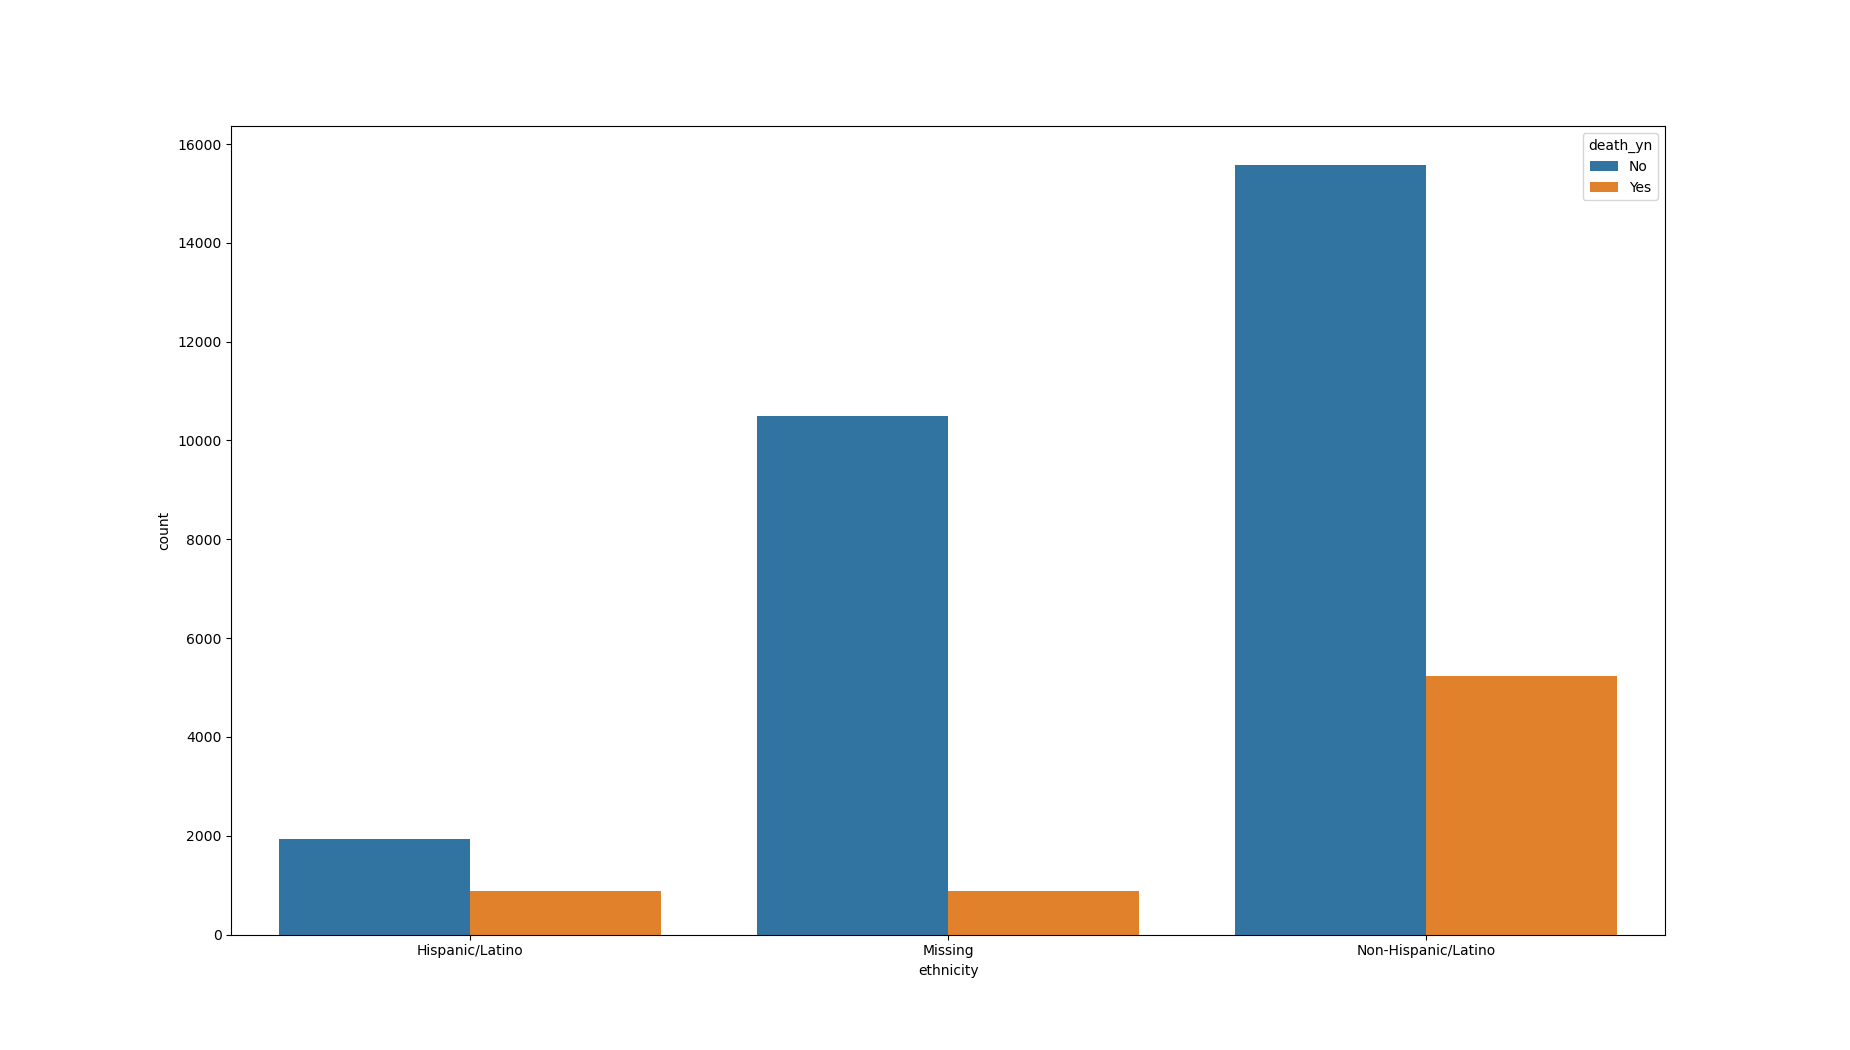 death_yn
No
Yes
16000
14000
12000
10000
8000
6000
4000
2000
0
count
Hispanic/Latino
Missing
Non-Hispanic/Latino
ethnicity